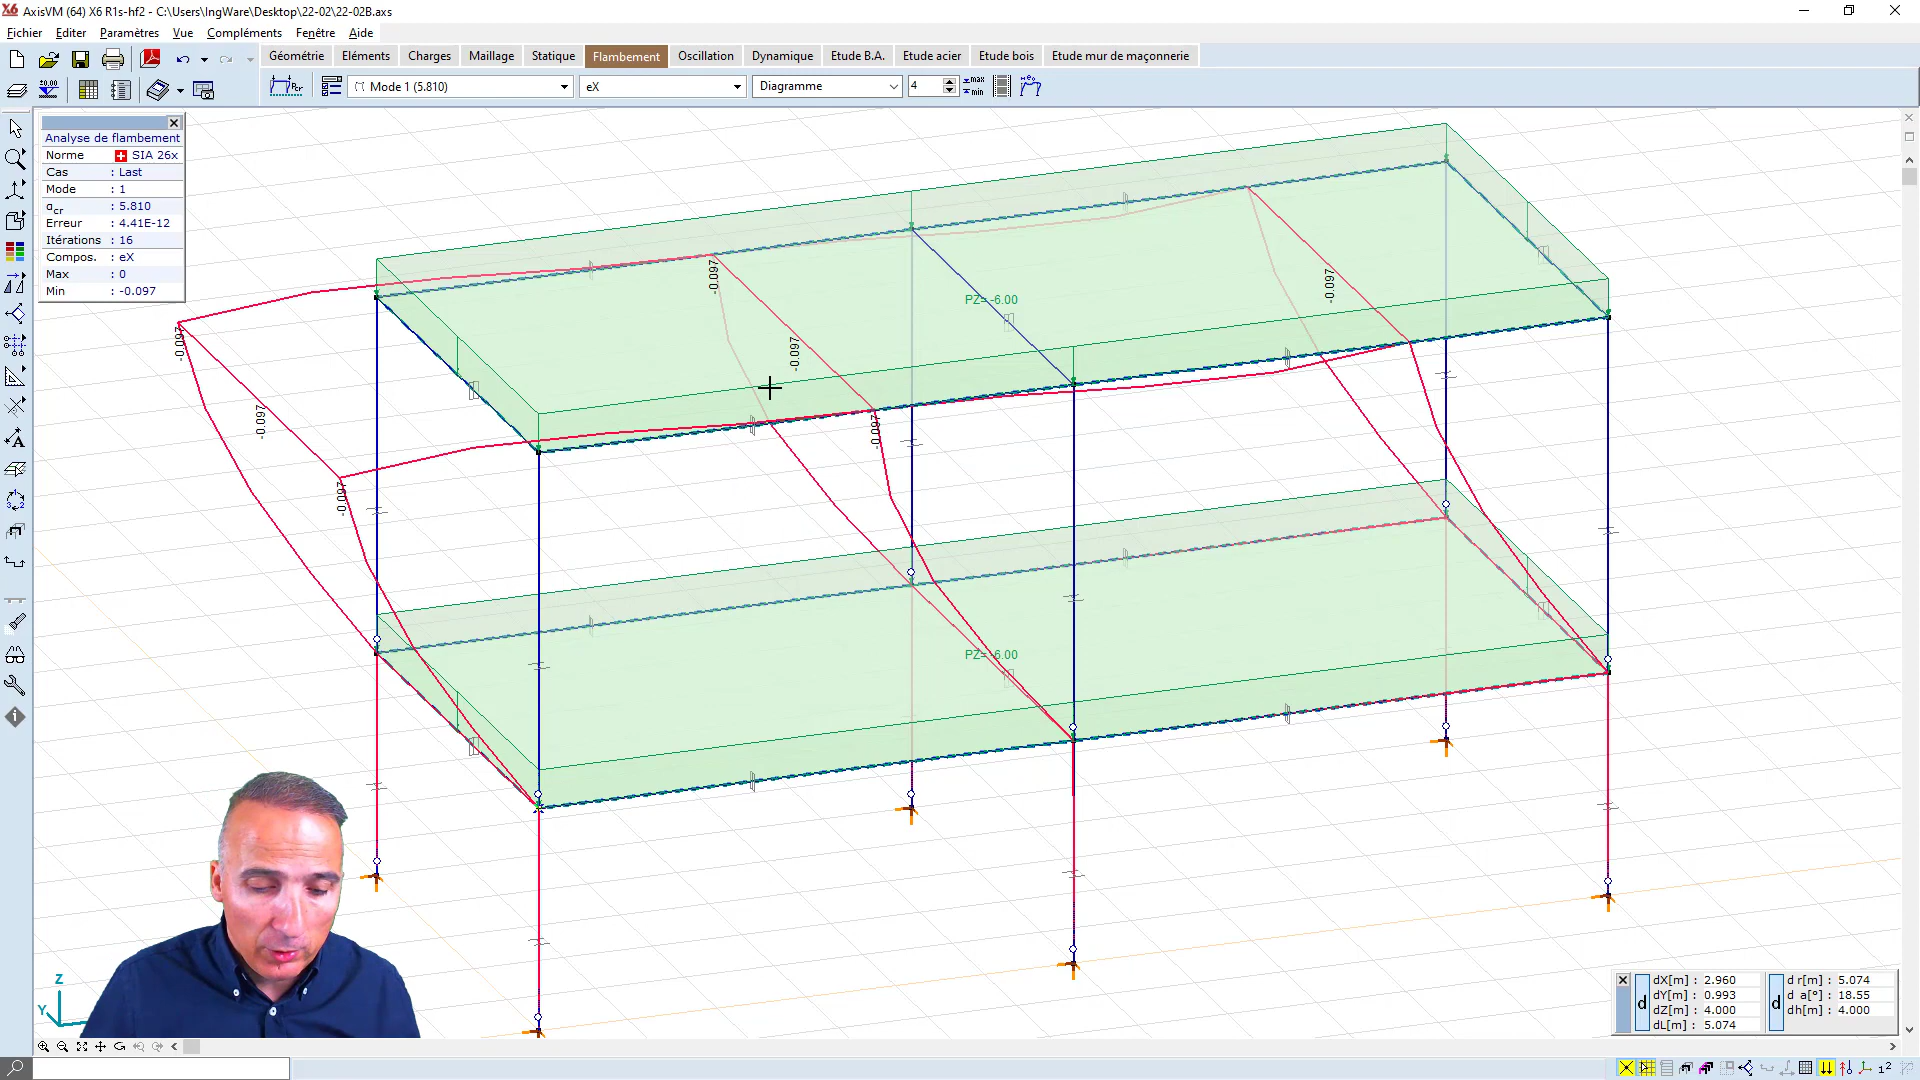 AxisVM (64) X6 R1s-hf2 - C:\Users\IngWare\Desktop\22-02\22-02B.axs
Fichier Editer Paramètres Vue Compléments Fenêtre Aide
Géométrie Eléments Charges Maillage Statique Flambement Oscillation Dynamique Etude B.A. Etude acier Etude bois Etude mur de maçonnerie
Mode 1 (5.810) eX Diagramme 4
Analyse de flambement
Norme SIA 26x
Cas : Last
Mode : 1
αcr : 5.810
Erreur : 4.41E-12
Itérations : 16
Compos. : eX
Max : 0
Min : -0.097
-0.097
-0.097
PZ= -6.00
-0.097
-0.097
-0.097
-0.097
-0.097
PZ= -6.00
Z
Y
dX[m] : 2.960
dY[m] : 0.993
dZ[m] : 4.000
dL[m] : 5.074
d
d r[m] : 5.074
d a[°] : 18.55
dh[m] : 4.000
d